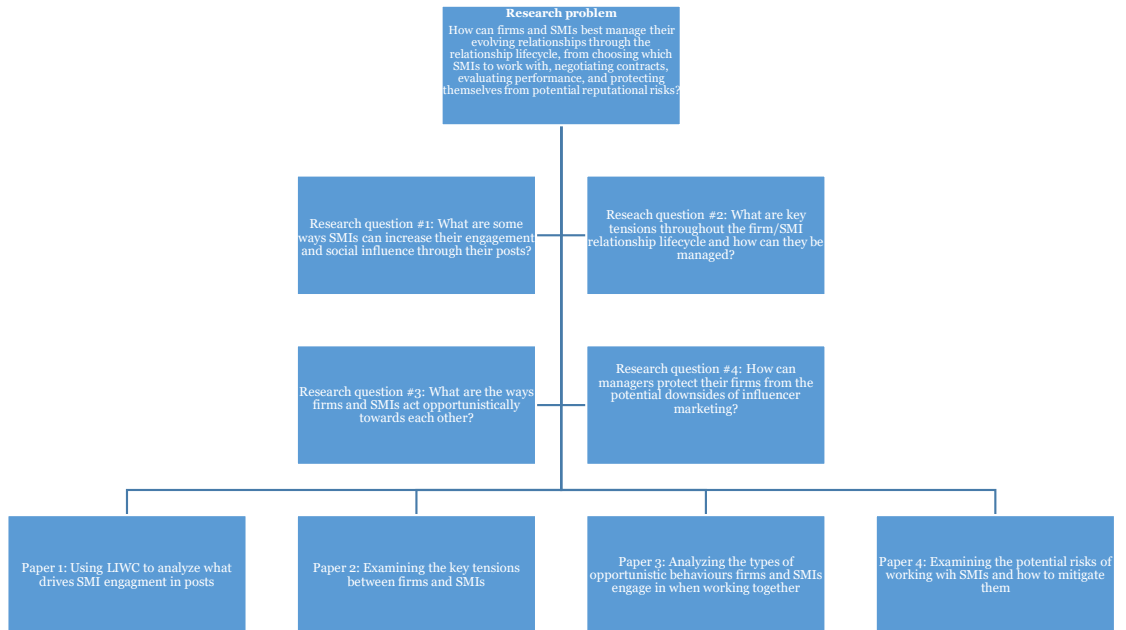 Research problem
How can firms and SMIs best manage their
evolving relationships through the
relationship lifecycle, from choosing which
SMIs to work with, negotiating contracts,
evaluating performance, and protecting
themselves from potential reputational risks?
Research question #1: What are some
ways SMIs can increase their engagement
and social influence through their posts?
Reseach question #2: What are key
tensions throughout the firm/SMI
relationship lifecycle and how can they be
managed?
Research question #3: What are the ways
firms and SMIs act opportunistically
towards each other?
Research question #4: How can
managers protect their firms from the
potential downsides of influencer
marketing?
Paper 1: Using LIWC to analyze what
drives SMI engagment in posts
Paper 2: Examining the key tensions
between firms and SMIs
Paper 3: Analyzing the types of
opportunistic behaviours firms and SMIs
engage in when working together
Paper 4: Examining the potential risks of
working wih SMIs and how to mitigate
them